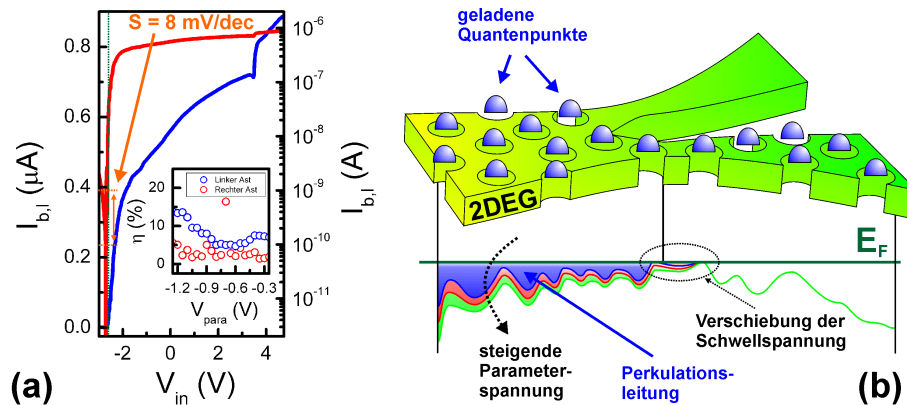 (a)
S = 8 mV/dec
0.8
0.6
0.4
0.2
0.0
I_b,l (µA)
-2 0 2 4
V_in (V)
10^-6
10^-7
10^-8
10^-9
10^-10
10^-11
I_b,l (A)
Linker Ast
Rechter Ast
20
10
0
η (%)
-1.2 -0.9 -0.6 -0.3
V_para (V)
(b)
geladene
Quantenpunkte
2DEG
E_F
steigende
Parameter-
spannung
Perkulations-
leitung
Verschiebung der
Schwellspannung